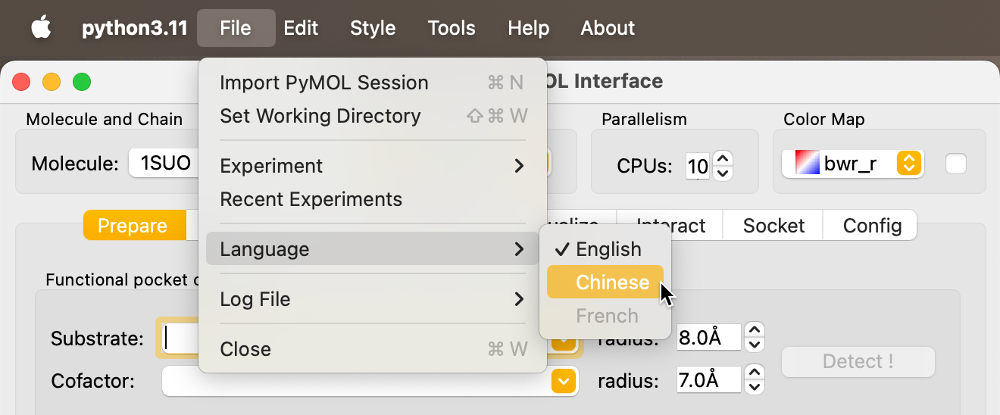 python3.11 File Edit Style Tools Help About
OL Interface
Import PyMOL Session ⌘ N
Set Working Directory ⇧ ⌘ W
Experiment
Recent Experiments
Language
Log File
Close ⌘ W
✓ English
Chinese
French
Molecule and Chain
Molecule: 1SUO
Parallelism
CPUs: 10
Color Map
bwr_r
Prepare
Interact Socket Config
Functional pocket
Substrate:
radius: 8.0Å
Cofactor:
radius: 7.0Å
Detect !